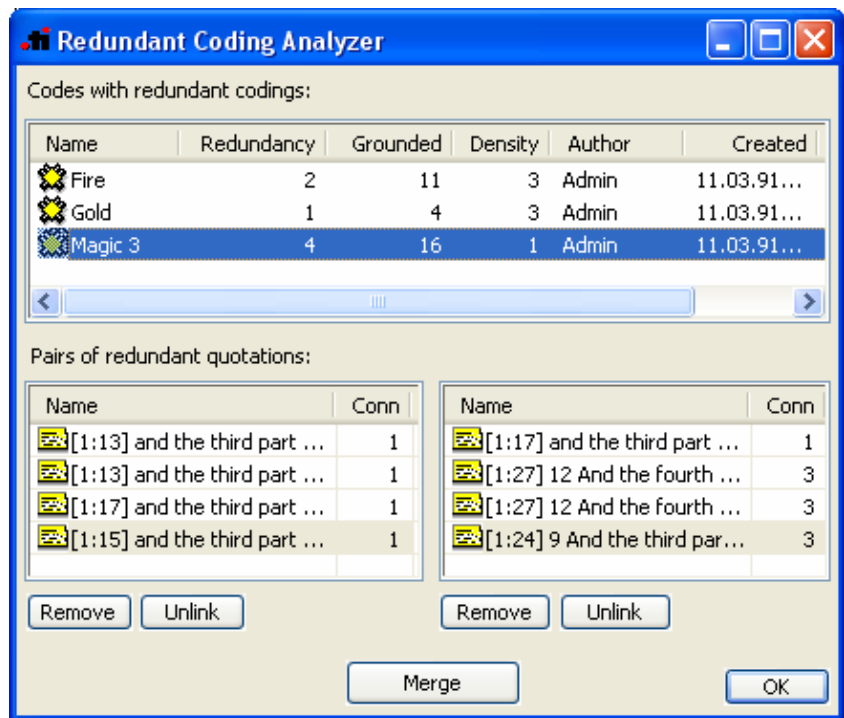 .ti Redundant Coding Analyzer
Codes with redundant codings:
Name Redundancy Grounded Density Author Created
Fire 2 11 3 Admin 11.03.91...
Gold 1 4 3 Admin 11.03.91...
Magic 3 4 16 1 Admin 11.03.91...
Pairs of redundant quotations:
Name Conn Name Conn
[1:13] and the third part ... 1 [1:17] and the third part ... 1
[1:13] and the third part ... 1 [1:27] 12 And the fourth ... 3
[1:17] and the third part ... 1 [1:27] 12 And the fourth ... 3
[1:15] and the third part ... 1 [1:24] 9 And the third par... 3
Remove Unlink Remove Unlink
Merge OK